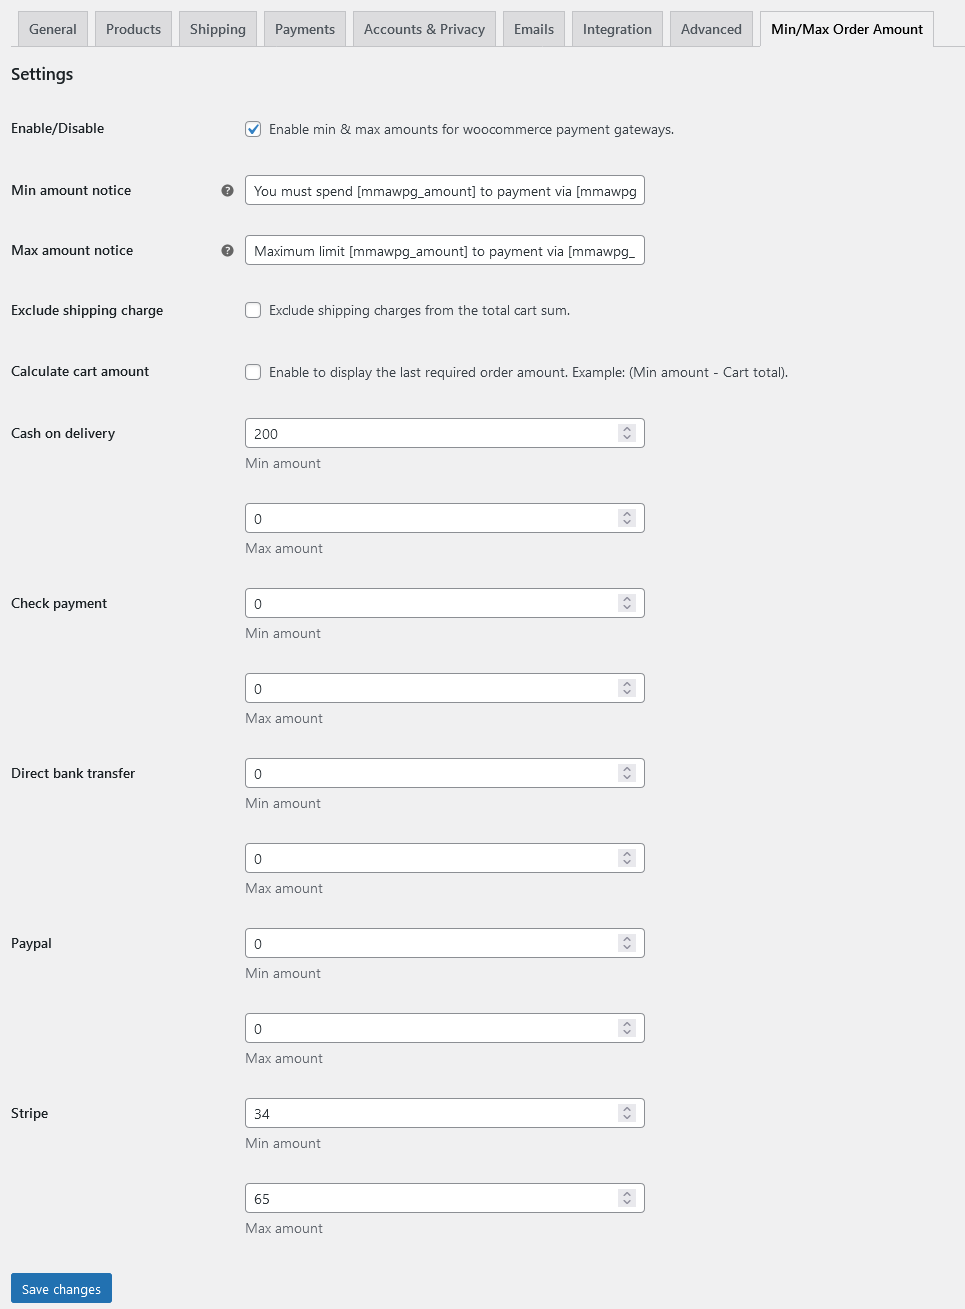 General Products Shipping Payments Accounts & Privacy Emails Integration Advanced Min/Max Order Amount
Settings
Enable/Disable Enable min & max amounts for woocommerce payment gateways.
Min amount notice You must spend [mmawpg_amount] to payment via [mmawpg
Max amount notice Maximum limit [mmawpg_amount] to payment via [mmawpg_
Exclude shipping charge Exclude shipping charges from the total cart sum.
Calculate cart amount Enable to display the last required order amount. Example: (Min amount - Cart total).
Cash on delivery 200
Min amount
0
Max amount
Check payment 0
Min amount
0
Max amount
Direct bank transfer 0
Min amount
0
Max amount
Paypal 0
Min amount
0
Max amount
Stripe 34
Min amount
65
Max amount
Save changes